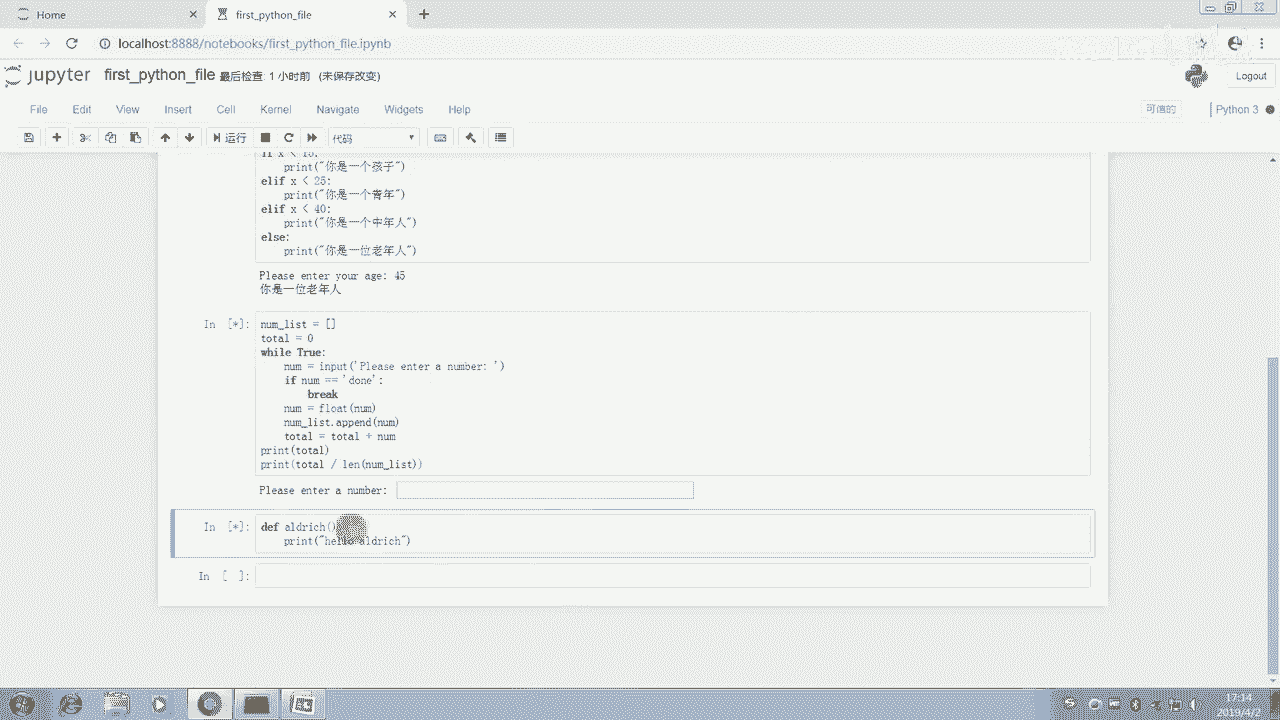 Home
first_python_file
localhost:8888/notebooks/first_python_file.ipynb
jupyter first_python_file 最后检查: 1 小时前 (未保存改变)
Logout
File Edit View Insert Cell Kernel Navigate Widgets Help
可信的 Python 3
运行 代码
if x < 15:
print("你是一个孩子")
elif x < 25:
print("你是一个青年")
elif x < 40:
print("你是一个中年人")
else:
print("你是一位老年人")
Please enter your age: 45
你是一位老年人
In [*]:
num_list = []
total = 0
while True:
num = input('Please enter a number: ')
if num == 'done':
break
num = float(num)
num_list.append(num)
total = total + num
print(total)
print(total / len(num_list))
Please enter a number:
In [*]:
def aldrich()
print("hello aldrich")
In [ ]:
17:14
2019/4/2